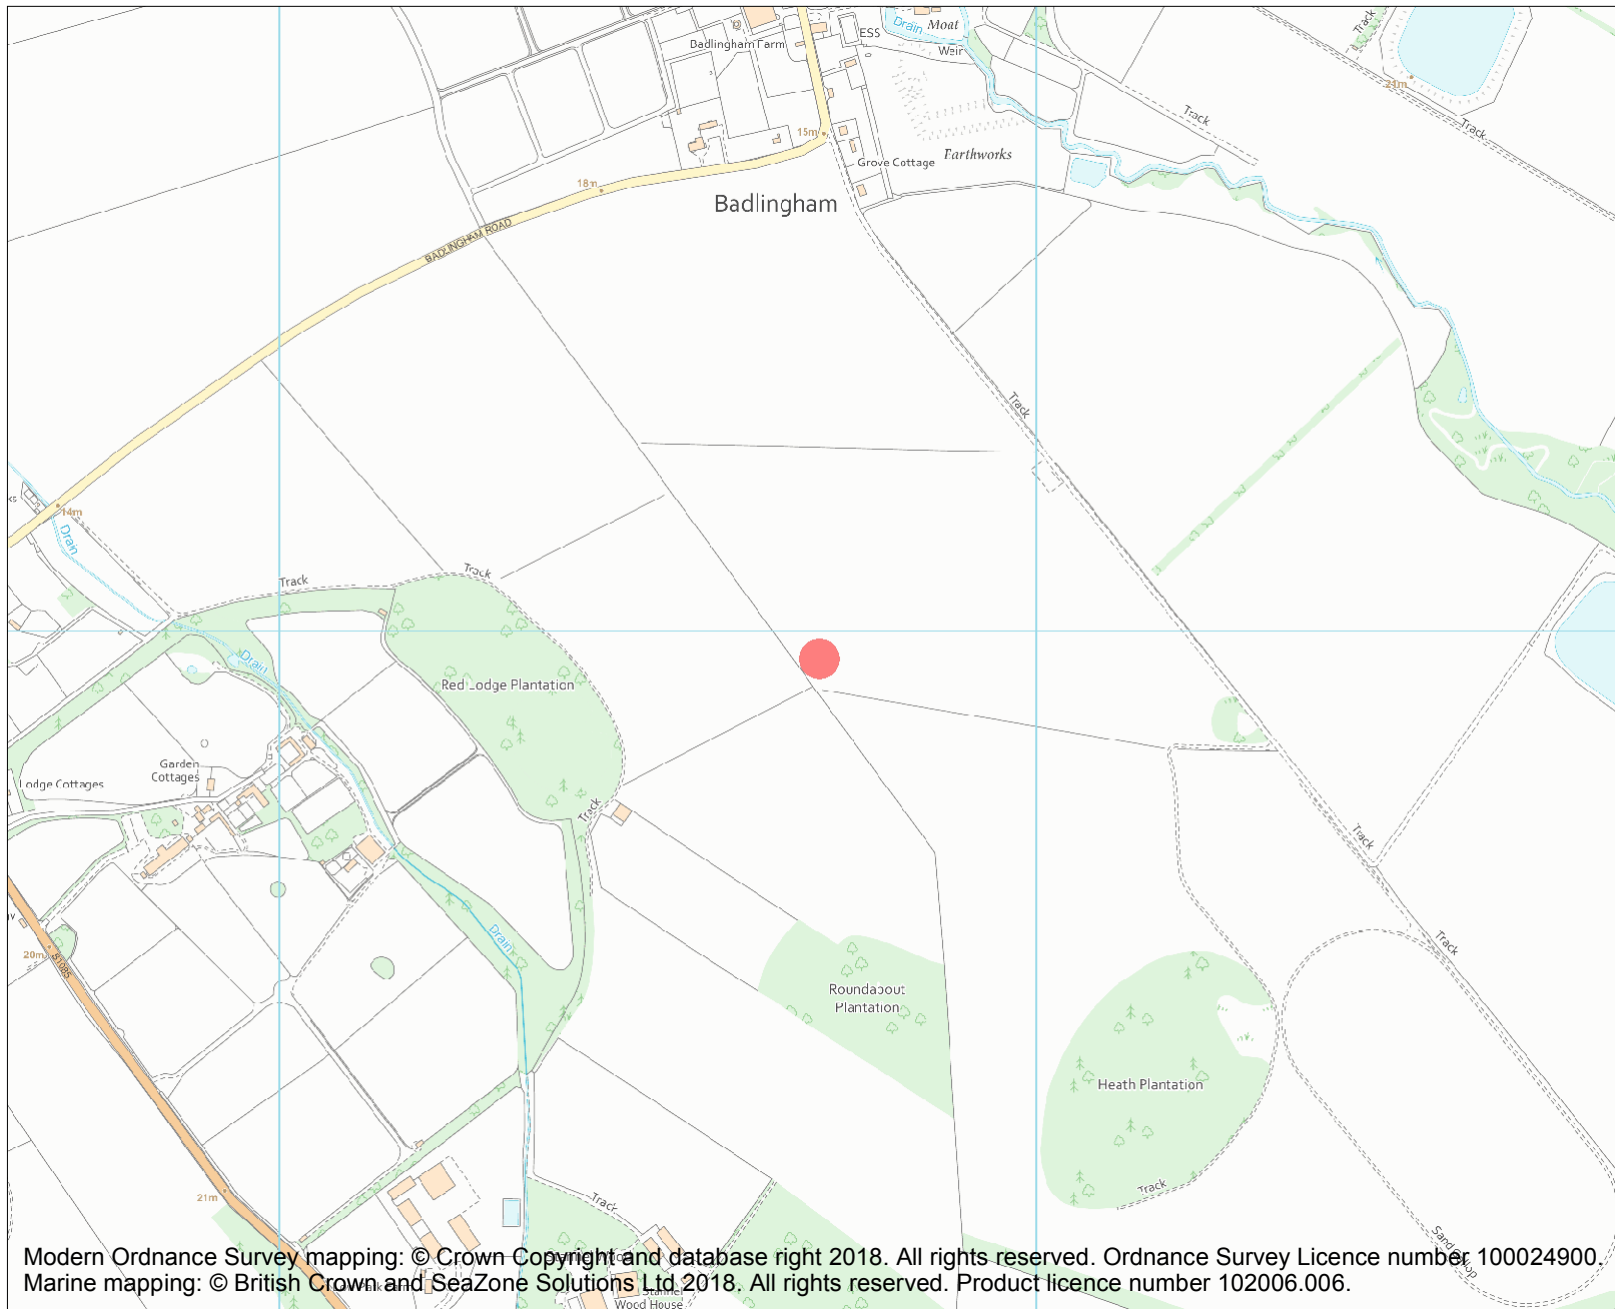 Drain
Moat
Track
ESS
Badlingham Farm
Weir
21m
Track
Track
15m
Earthworks
Grove Cottage
18m
Badlingham
BADLINGHAM ROAD
Track
14m
Drain
Track
Track
Drain
Red Lodge Plantation
Garden
Cottages
Lodge Cottages
Track
Track
Drain
Track
20m
B1085
Roundabout
Plantation
Heath Plantation
Track
21m
Track
Modern Ordnance Survey mapping: © Crown Copyright and database right 2018. All rights reserved. Ordnance Survey Licence number 100024900.
Marine mapping: © British Crown and SeaZone Solutions Ltd 2018. All rights reserved. Product licence number 102006.006.
Wood House